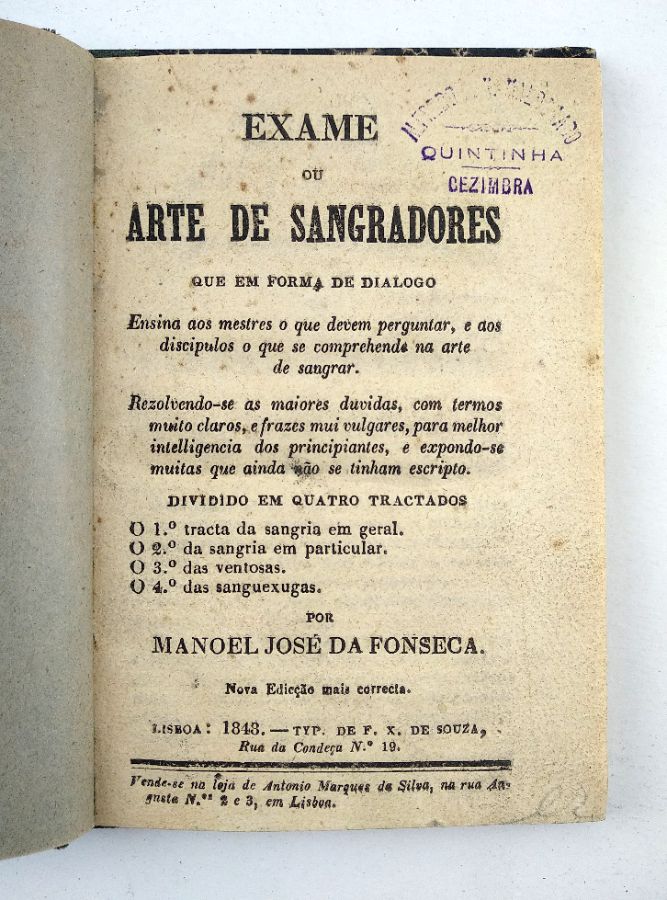 EXAME
OU
ARTE DE SANGRADORES
QUE EM FORMA DE DIALOGO
Ensina aos mestres o que devem perguntar, e aos
discipulos o que se comprehende na arte
de sangrar.
Rezolvendo-se as maiores duvidas, com termos
muito claros, e frazes mui vulgares, para melhor
intelligencia dos principiantes, e expondo-se
muitas que ainda não se tinham escripto.
DIVIDIDO EM QUATRO TRACTADOS
O 1.º tracta da sangria em geral.
O 2.º da sangria em particular.
O 3.º das ventosas.
O 4.º das sanguexugas.
POR
MANOEL JOSÉ DA FONSECA.
Nova Edicção mais correcta.
LISBOA: 1843. — TYP. DE F. X. DE SOUZA,
Rua da Condeça N.º 19.
Vende-se na loja de Antonio Marques da Silva, na rua Au-
gusta N.ºˢ 2 e 3, em Lisboa.
QUINTINHA
CEZIMBRA